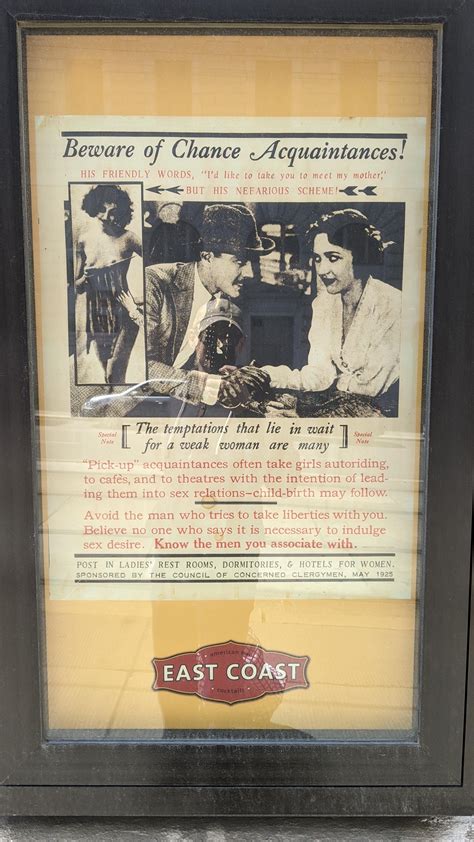 Beware of Chance Acquaintances!
HIS FRIENDLY WORDS, "I'd like to take you to meet my mother,"
BUT HIS NEFARIOUS SCHEME!
Special Note
The temptations that lie in wait
for a weak woman are many
Special Note
"Pick-up" acquaintances often take girls autoriding,
to cafés, and to theatres with the intention of lead-
ing them into sex relations—child-birth may follow.
Avoid the man who tries to take liberties with you.
Believe no one who says it is necessary to indulge
sex desire. Know the men you associate with.
POST IN LADIES' REST ROOMS, DORMITORIES, & HOTELS FOR WOMEN.
SPONSORED BY THE COUNCIL OF CONCERNED CLERGYMEN, MAY 1925
american
EAST COAST
cocktails